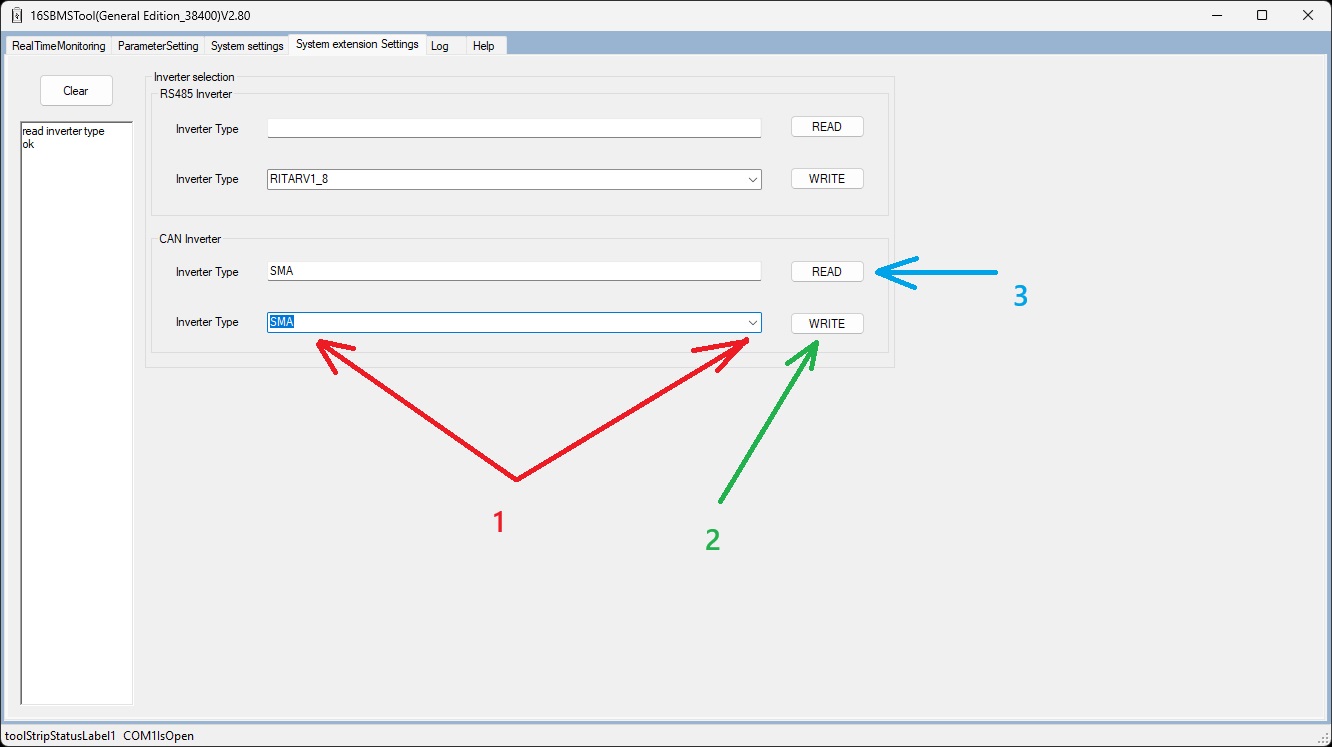 16SBMSTool(General Edition_38400)V2.80
RealTimeMonitoring ParameterSetting System settings System extension Settings Log Help
Clear
read inverter type
ok
Inverter selection
RS485 Inverter
Inverter Type READ
Inverter Type RITARV1_8 WRITE
CAN Inverter
Inverter Type SMA READ
Inverter Type SMA WRITE
3
1
2
toolStripStatusLabel1 COM1IsOpen